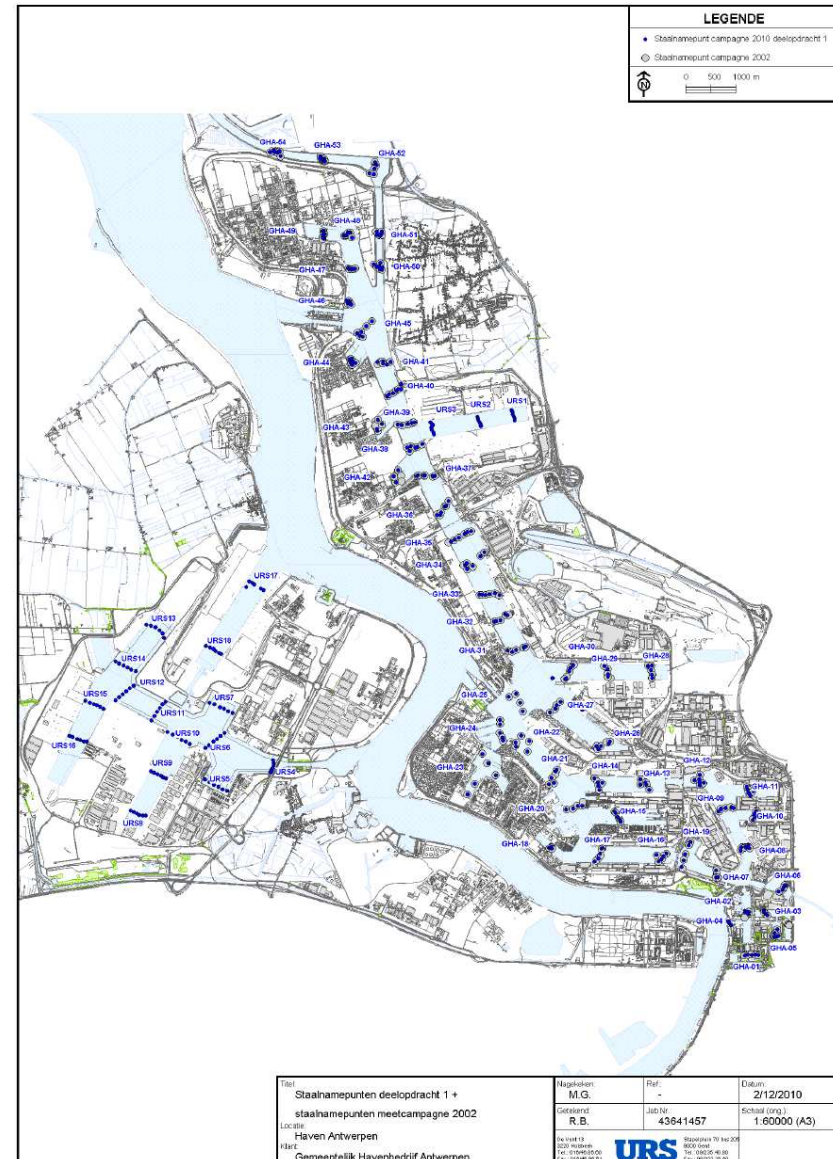 LEGENDE
Staalnamepunt campagne 2010 deelopdracht 1
Staalnamepunt campagne 2002
N
0 500 1000 m
GHA-54
GHA-53
GHA-52
GHA-49
GHA-48
GHA-51
GHA-47
GHA-50
GHA-46
GHA-45
GHA-44
GHA-41
GHA-40
GHA-39
URS3
URS2
URS1
GHA-43
GHA-38
GHA-42
GHA-37
GHA-36
GHA-35
GHA-34
URS17
GHA-33
GHA-32
URS13
URS18
GHA-31
GHA-30
GHA-29
GHA-28
URS14
URS12
GHA-25
URS15
URS7
GHA-27
URS11
GHA-24
GHA-22
URS16
URS10
URS6
GHA-26
GHA-23
GHA-21
URS4
URS9
GHA-14
GHA-13
GHA-12
URS5
GHA-11
URS8
GHA-20
GHA-15
GHA-09
GHA-10
GHA-18
GHA-17
GHA-16
GHA-19
GHA-08
GHA-07
GHA-06
GHA-02
GHA-04
GHA-03
GHA-05
GHA-01
Titel:
Staalnamepunten deelopdracht 1 +
staalnamepunten meetcampagne 2002
Locatie:
Haven Antwerpen
Klant:
Gemeentelijk Havenbedrijf Antwerpen
Nagekeken:
M.G.
Ref.:
-
Datum:
2/12/2010
Getekend
R.B.
Job Nr.
43641457
Schaal (orig.)
1:60000 (A3)
URS